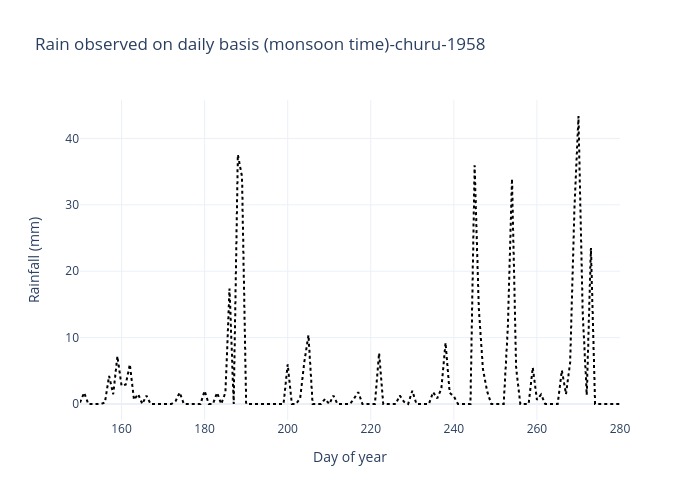 Rain observed on daily basis (monsoon time)-churu-1958
Rainfall (mm)
40
30
20
10
0
160 180 200 220 240 260 280
Day of year